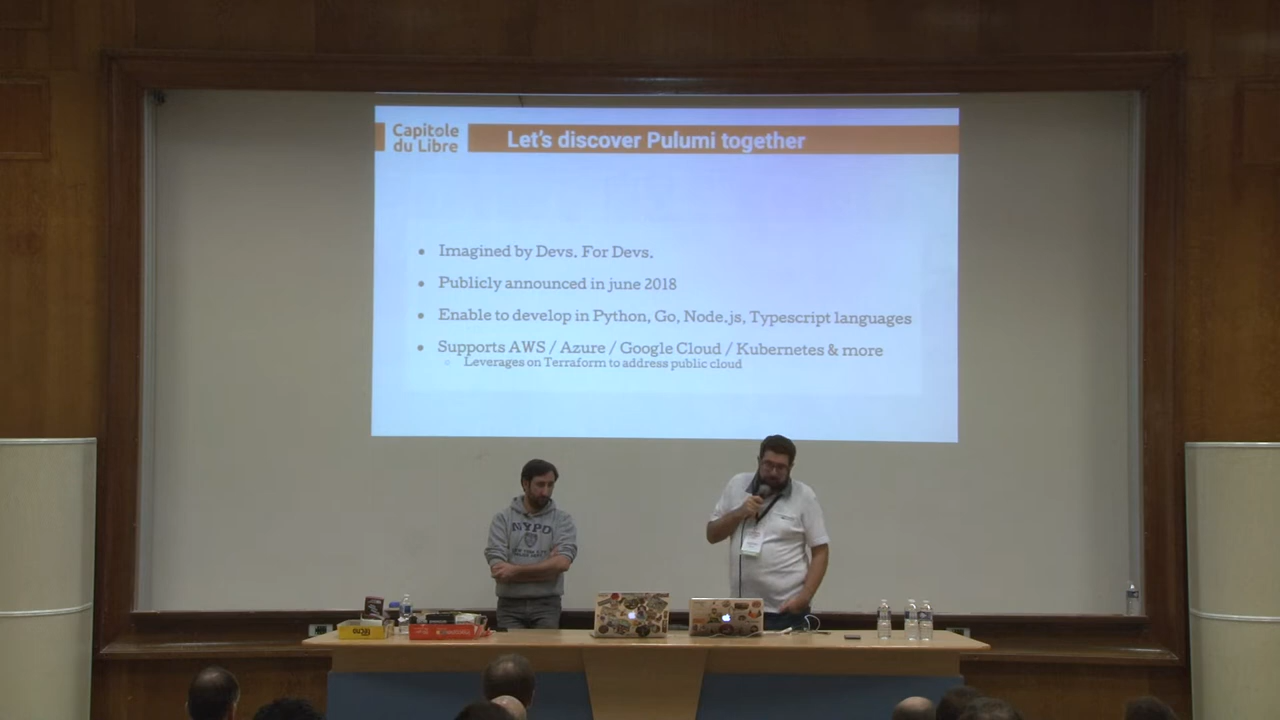 Capitole
du Libre
Let's discover Pulumi together
Imagined by Devs. For Devs.
Publicly announced in june 2018
Enable to develop in Python, Go, Node.js, Typescript languages
Supports AWS / Azure / Google Cloud / Kubernetes & more
Leverages on Terraform to address public cloud
NYPD